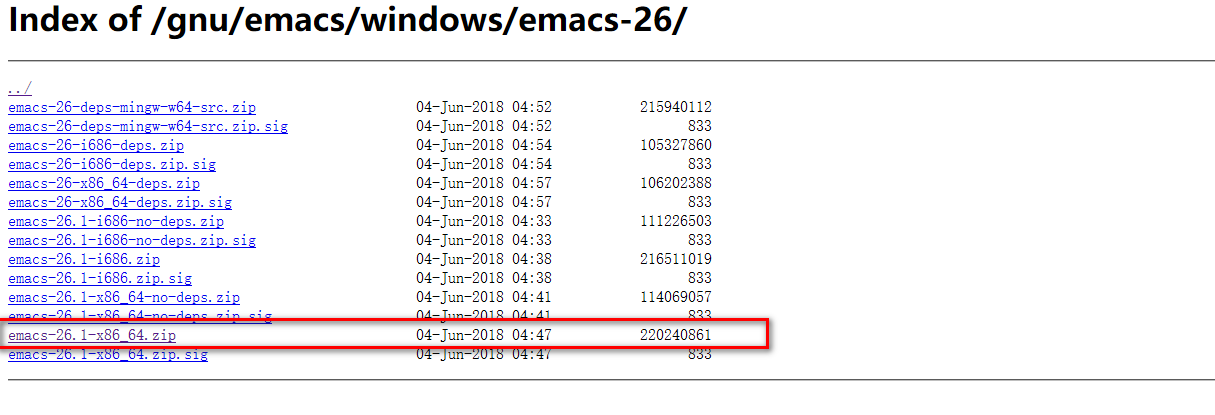 Index of /gnu/emacs/windows/emacs-26/
../
emacs-26-deps-mingw-w64-src.zip 04-Jun-2018 04:52 215940112
emacs-26-deps-mingw-w64-src.zip.sig 04-Jun-2018 04:52 833
emacs-26-i686-deps.zip 04-Jun-2018 04:54 105327860
emacs-26-i686-deps.zip.sig 04-Jun-2018 04:54 833
emacs-26-x86_64-deps.zip 04-Jun-2018 04:57 106202388
emacs-26-x86_64-deps.zip.sig 04-Jun-2018 04:57 833
emacs-26.1-i686-no-deps.zip 04-Jun-2018 04:33 111226503
emacs-26.1-i686-no-deps.zip.sig 04-Jun-2018 04:33 833
emacs-26.1-i686.zip 04-Jun-2018 04:38 216511019
emacs-26.1-i686.zip.sig 04-Jun-2018 04:38 833
emacs-26.1-x86_64-no-deps.zip 04-Jun-2018 04:41 114069057
emacs-26.1-x86_64-no-deps.zip.sig 04-Jun-2018 04:41 833
emacs-26.1-x86_64.zip 04-Jun-2018 04:47 220240861
emacs-26.1-x86_64.zip.sig 04-Jun-2018 04:47 833